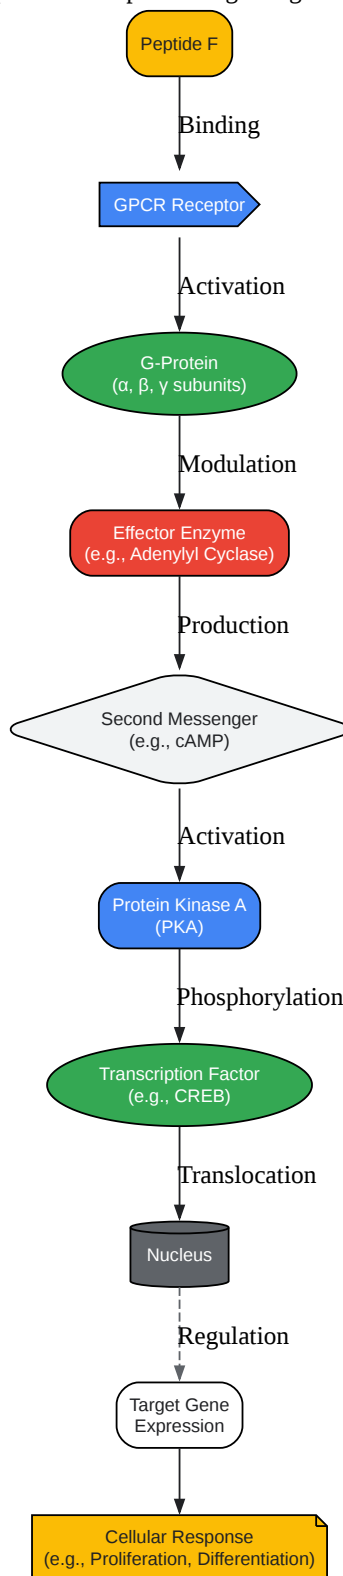 Peptide F
Binding
GPCR Receptor
Activation
G-Protein
(α, β, γ subunits)
Modulation
Effector Enzyme
(e.g., Adenylyl Cyclase)
Production
Second Messenger
(e.g., cAMP)
Activation
Protein Kinase A
(PKA)
Phosphorylation
Transcription Factor
(e.g., CREB)
Translocation
Nucleus
Regulation
Target Gene
Expression
Cellular Response
(e.g., Proliferation, Differentiation)